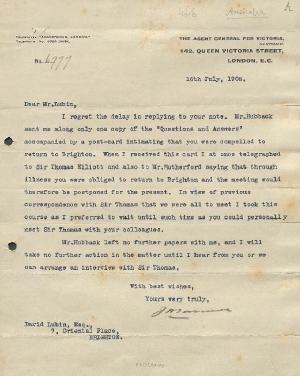 THE AGENT GENERAL FOR VICTORIA,
142, QUEEN VICTORIA STREET,
LONDON, E.C.
No. 6977
16th July, 1908.
Dear Mr. Lubin,
I regret the delay in replying to your note. Mr. Hubback
sent me along only one copy of the "Questions and Answers"
accompanied by a post-card intimating that you were compelled to
return to Brighton. When I received this card I at once telegraphed
to Sir Thomas Elliott and also to Mr. Rutherford saying that through
illness you were obliged to return to Brighton and the meeting
would therefore be postponed for the present. In view of previous
correspondence with Sir Thomas that we were all to meet I took this
course as I preferred to wait until such time as you could personally
meet Sir Thomas with your colleagues.
Mr. Hubback left no further papers with me, and I will
take no further action in the matter until I hear from you or we
can arrange an interview with Sir Thomas.
With best wishes,
Yours very truly,
David Lubin, Esq.,
7, Oriental Place,
BRIGHTON.